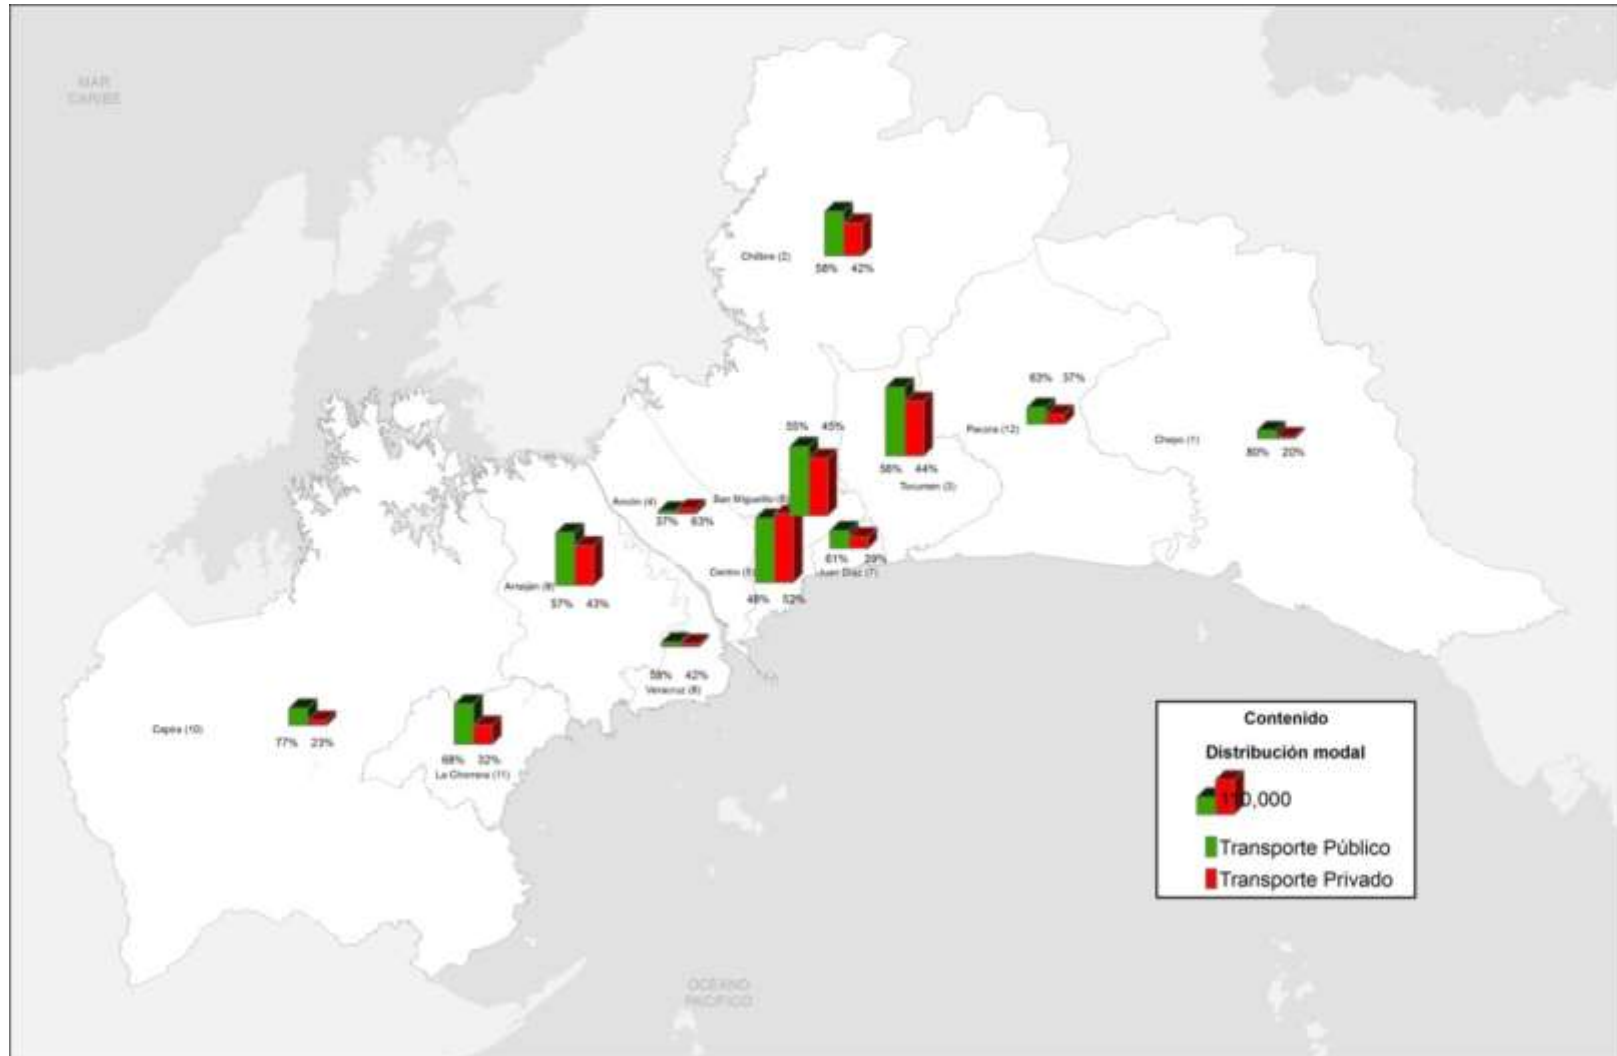 MAR
CARIBE
Chilibre (2)
58% 42%
63% 37%
Pacora (12)
Chepo (1)
80% 20%
55% 45%
56% 44%
Tocumen (3)
Ancón (4)
San Miguelito (6)
37% 63%
61% 39%
Juan Díaz (7)
Centro (5)
48% 52%
Arraiján (9)
57% 43%
58% 42%
Veracruz (8)
Capira (10)
77% 23%
68% 32%
La Chorrera (11)
Contenido
Distribución modal
110,000
Transporte Público
Transporte Privado
OCEANO
PACIFICO